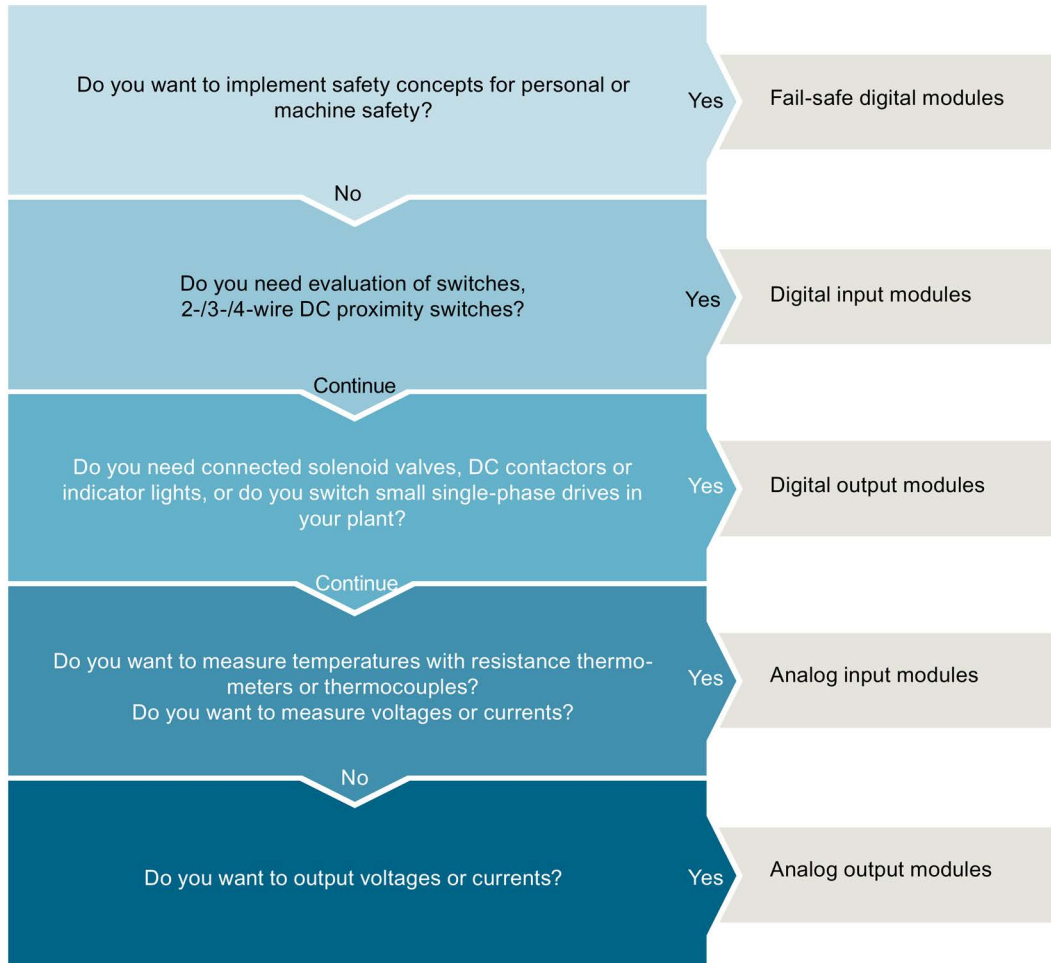 Do you want to implement safety concepts for personal or
machine safety?
Yes
Fail-safe digital modules
No
Do you need evaluation of switches,
2-/3-/4-wire DC proximity switches?
Yes
Digital input modules
Continue
Do you need connected solenoid valves, DC contactors or
indicator lights, or do you switch small single-phase drives in
your plant?
Yes
Digital output modules
Continue
Do you want to measure temperatures with resistance thermo-
meters or thermocouples?
Do you want to measure voltages or currents?
Yes
Analog input modules
No
Do you want to output voltages or currents?
Yes
Analog output modules